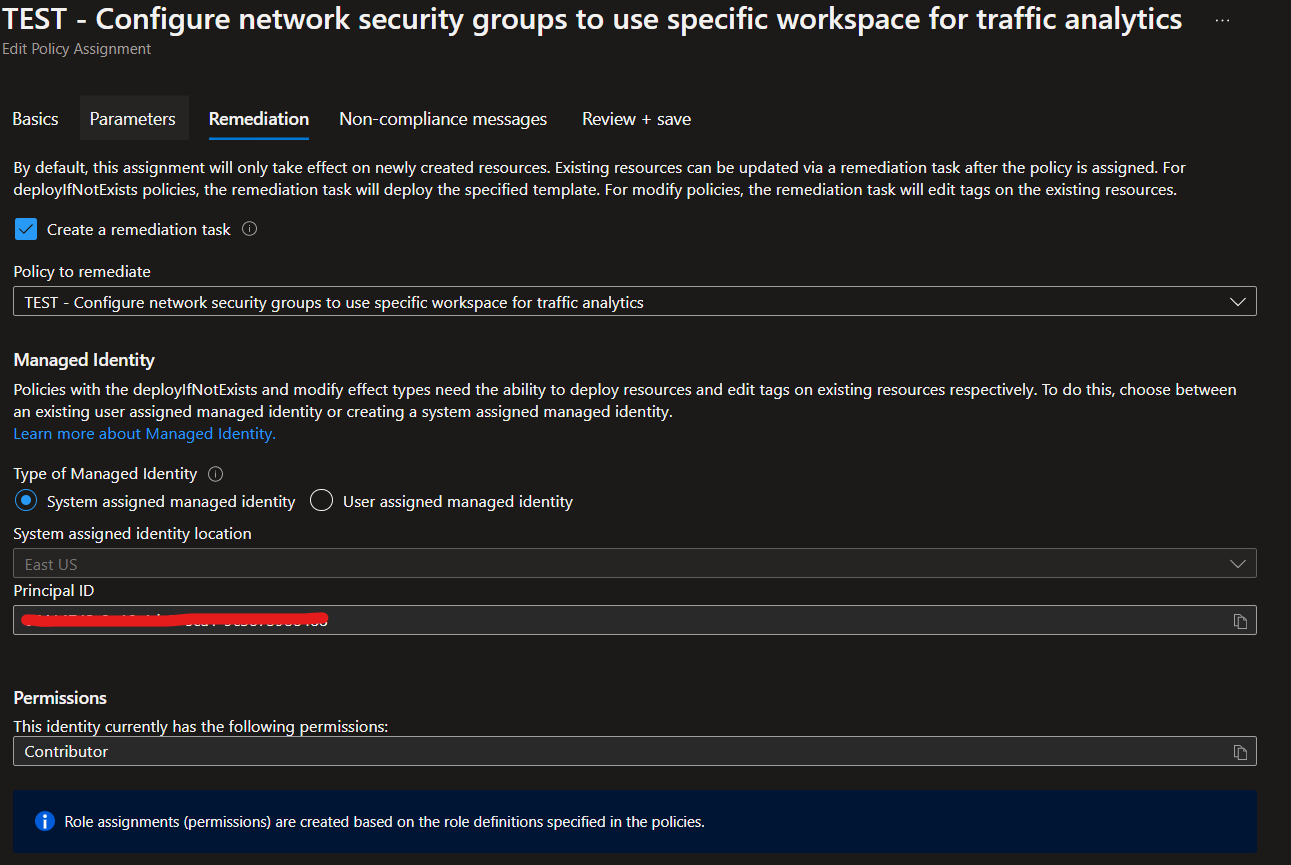 TEST - Configure network security groups to use specific workspace for traffic analytics ...
Edit Policy Assignment
Basics Parameters Remediation Non-compliance messages Review + save
By default, this assignment will only take effect on newly created resources. Existing resources can be updated via a remediation task after the policy is assigned. For
deployIfNotExists policies, the remediation task will deploy the specified template. For modify policies, the remediation task will edit tags on the existing resources.
Create a remediation task
Policy to remediate
TEST - Configure network security groups to use specific workspace for traffic analytics
Managed Identity
Policies with the deployIfNotExists and modify effect types need the ability to deploy resources and edit tags on existing resources respectively. To do this, choose between
an existing user assigned managed identity or creating a system assigned managed identity.
Learn more about Managed Identity.
Type of Managed Identity
System assigned managed identity User assigned managed identity
System assigned identity location
East US
Principal ID
Permissions
This identity currently has the following permissions:
Contributor
Role assignments (permissions) are created based on the role definitions specified in the policies.